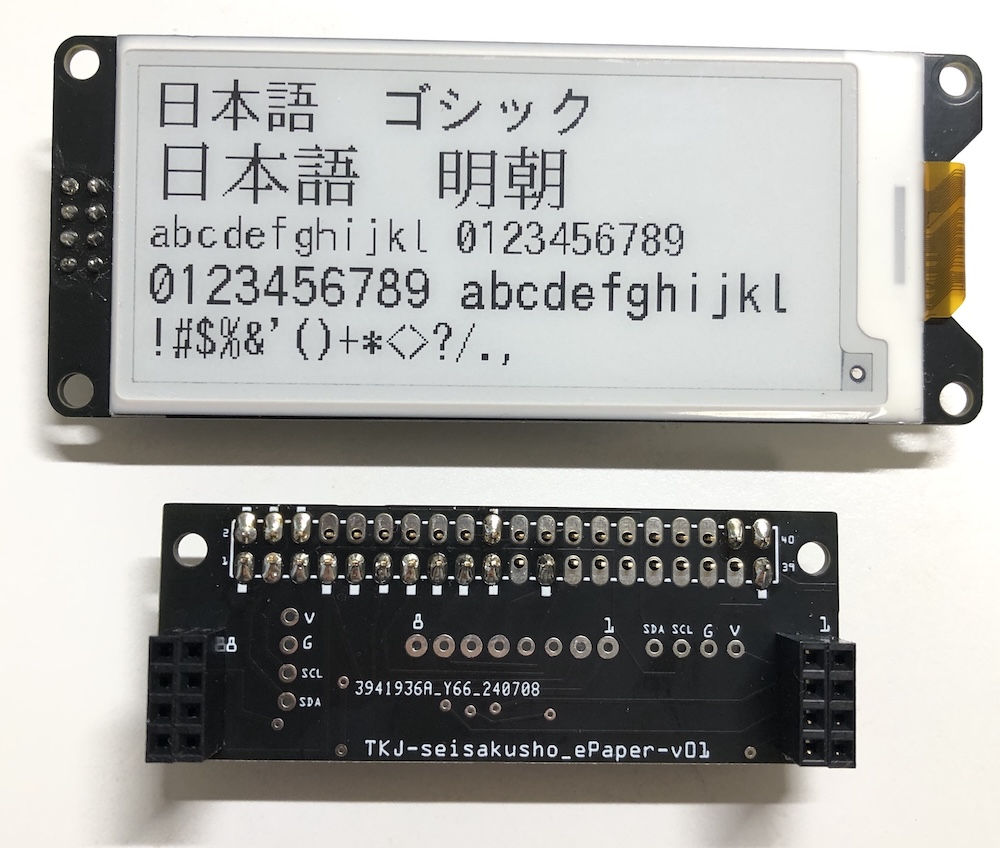 日本語　ゴシック
日本語　明朝
abcdefghijkl 0123456789
0123456789 abcdefghijkl
!#$%&'()+*<>?/.,
2 40
1 39
V 8 1 SDA SCL G V 1
G 8
SCL
3941936A_Y66_240708
SDA
TKJ-seisakusho_ePaper-v01